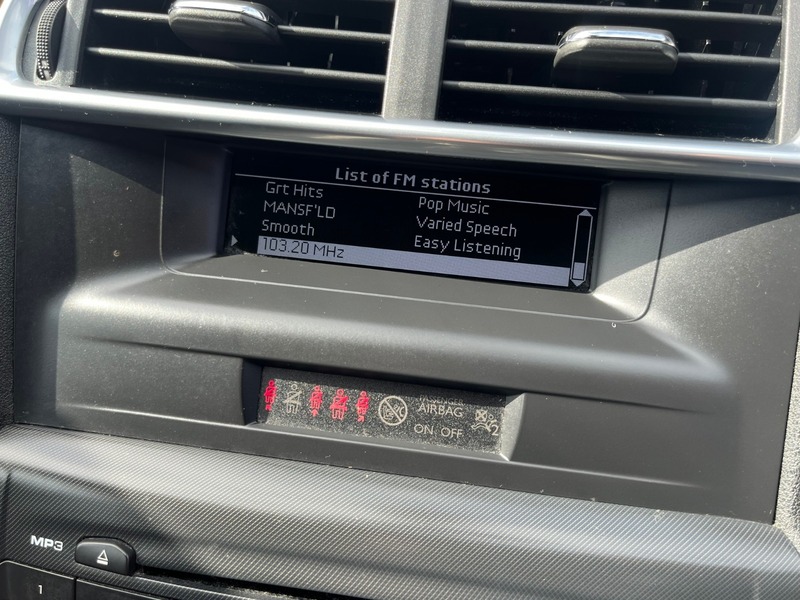 List of FM stations
Grt Hits Pop Music
MANSF'LD Varied Speech
Smooth Easy Listening
103.20 MHz
AIRBAG
ON OFF
2
MP3
1